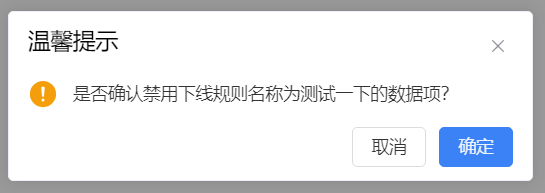 温馨提示
是否确认禁用下线规则名称为测试一下的数据项?
取消
确定